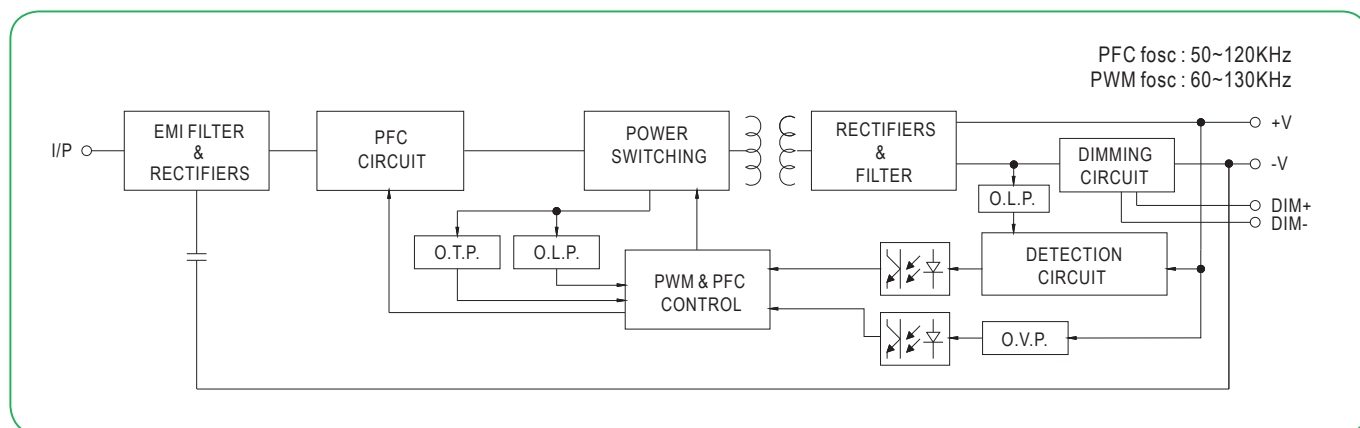 PFC fosc : 50~120KHz
PWM fosc : 60~130KHz
I/P
EMI FILTER
&
RECTIFIERS
PFC
CIRCUIT
POWER
SWITCHING
RECTIFIERS
&
FILTER
+V
-V
DIMMING
CIRCUIT
DIM+
DIM-
O.L.P.
O.T.P.
O.L.P.
PWM & PFC
CONTROL
DETECTION
CIRCUIT
O.V.P.